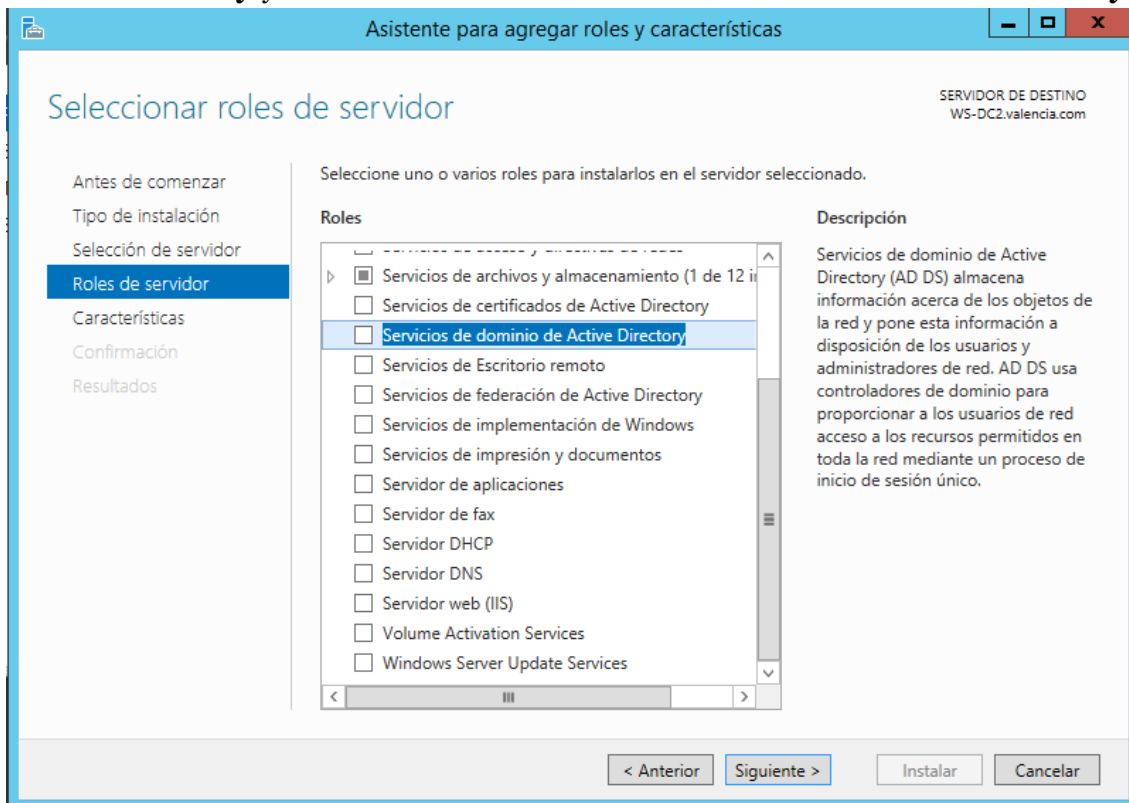 Asistente para agregar roles y características
Seleccionar roles de servidor
SERVIDOR DE DESTINO
WS-DC2.valencia.com
Antes de comenzar
Tipo de instalación
Selección de servidor
Roles de servidor
Características
Confirmación
Resultados
Seleccione uno o varios roles para instalarlos en el servidor seleccionado.
Roles
Servicios de archivos y almacenamiento (1 de 12
Servicios de certificados de Active Directory
Servicios de dominio de Active Directory
Servicios de Escritorio remoto
Servicios de federación de Active Directory
Servicios de implementación de Windows
Servicios de impresión y documentos
Servidor de aplicaciones
Servidor de fax
Servidor DHCP
Servidor DNS
Servidor web (IIS)
Volume Activation Services
Windows Server Update Services
Descripción
Servicios de dominio de Active
Directory (AD DS) almacena
información acerca de los objetos de
la red y pone esta información a
disposición de los usuarios y
administradores de red. AD DS usa
controladores de dominio para
proporcionar a los usuarios de red
acceso a los recursos permitidos en
toda la red mediante un proceso de
inicio de sesión único.
< Anterior
Siguiente >
Instalar
Cancelar